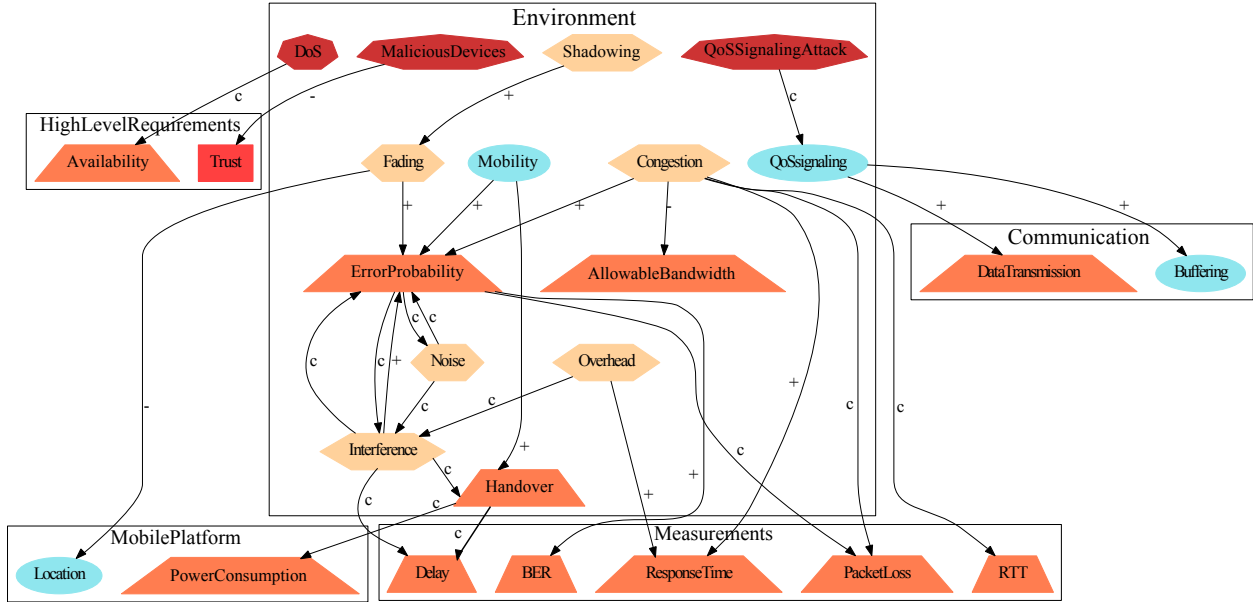 Environment
DoS
MaliciousDevices
Shadowing
QoSSignalingAttack
c
-
+
c
HighLevelRequirements
Availability
Trust
Fading
Mobility
Congestion
QoSsignaling
+
+
+
-
+
+
Communication
DataTransmission
Buffering
ErrorProbability
AllowableBandwidth
c
c
c
c
+
Noise
Overhead
+
-
c
c
c
c
Interference
c
c
+
c
Handover
c
c
+
+
c
MobilePlatform
Location
PowerConsumption
Measurements
Delay
BER
ResponseTime
PacketLoss
RTT